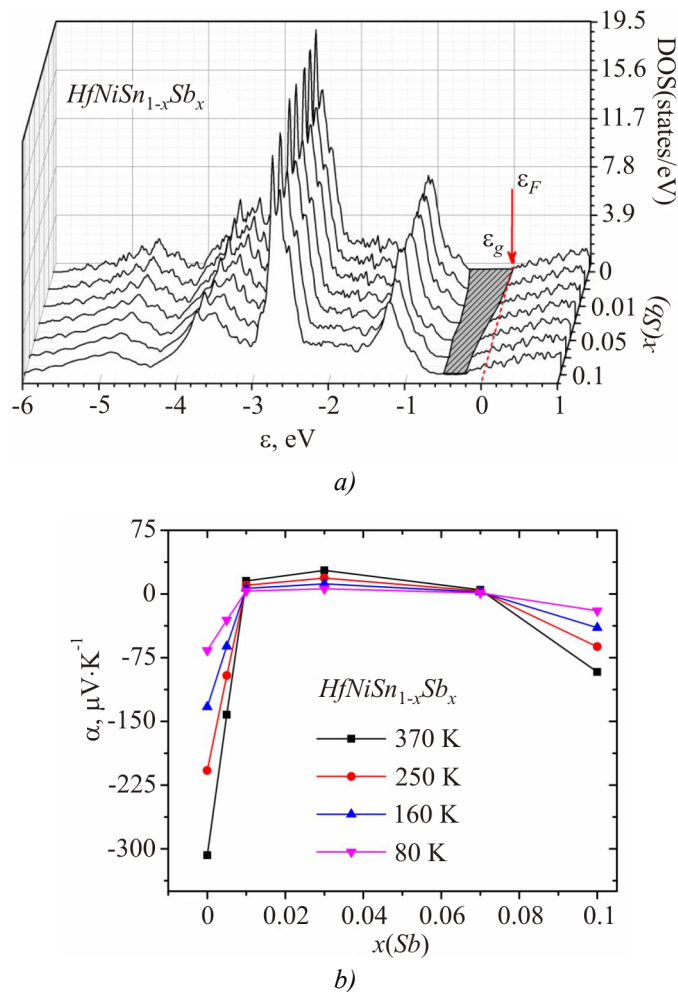 19.5
15.6
11.7
7.8
3.9
0
0.01
0.05
0.1
DOS(states/eV)
x(Sb)
HfNiSn1-xSbx
εF
εg
-6 -5 -4 -3 -2 -1 0 1
ε, eV
a)
75
0
-75
-150
-225
-300
α, μV·K-1
HfNiSn1-xSbx
370 K
250 K
160 K
80 K
0 0.02 0.04 0.06 0.08 0.1
x(Sb)
b)